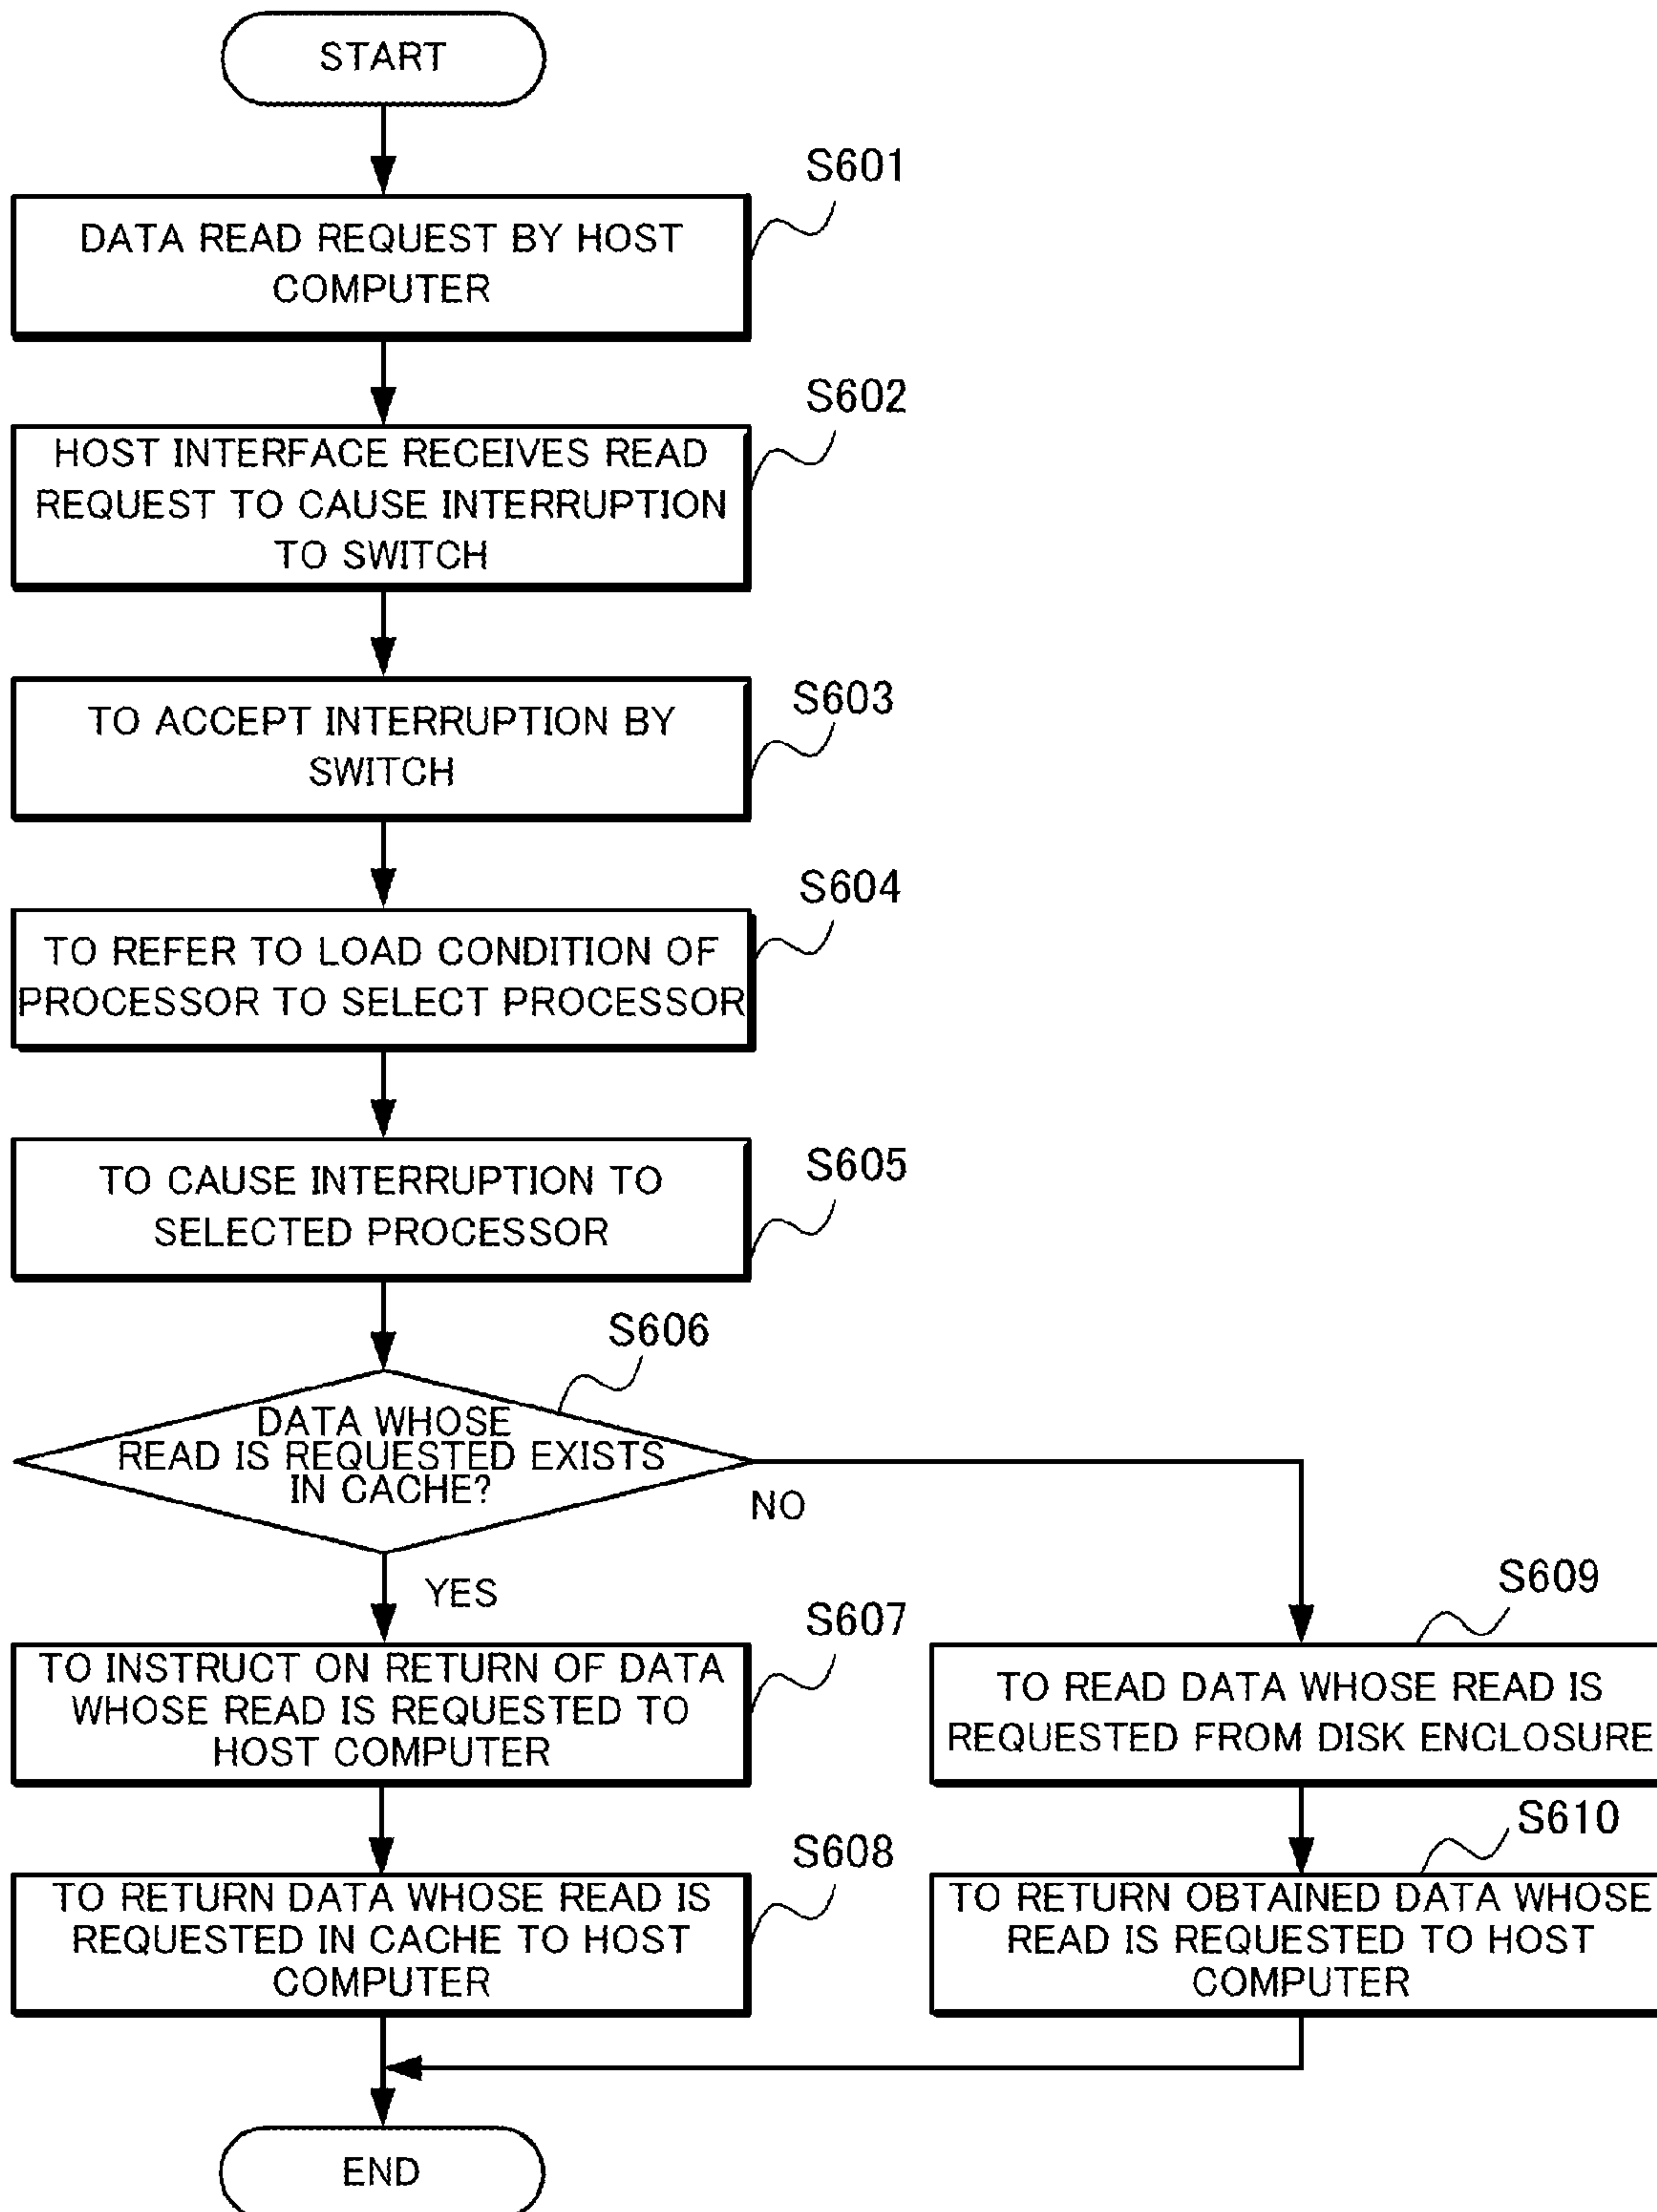 START
S601
DATA READ REQUEST BY HOST
COMPUTER
S602
HOST INTERFACE RECEIVES READ
REQUEST TO CAUSE INTERRUPTION
TO SWITCH
S603
TO ACCEPT INTERRUPTION BY
SWITCH
S604
TO REFER TO LOAD CONDITION OF
PROCESSOR TO SELECT PROCESSOR
S605
TO CAUSE INTERRUPTION TO
SELECTED PROCESSOR
S606
DATA WHOSE
READ IS REQUESTED EXISTS
IN CACHE?
NO
YES
S607
TO INSTRUCT ON RETURN OF DATA
WHOSE READ IS REQUESTED TO
HOST COMPUTER
S609
TO READ DATA WHOSE READ IS
REQUESTED FROM DISK ENCLOSURE
S608
TO RETURN DATA WHOSE READ IS
REQUESTED IN CACHE TO HOST
COMPUTER
S610
TO RETURN OBTAINED DATA WHOSE
READ IS REQUESTED TO HOST
COMPUTER
END